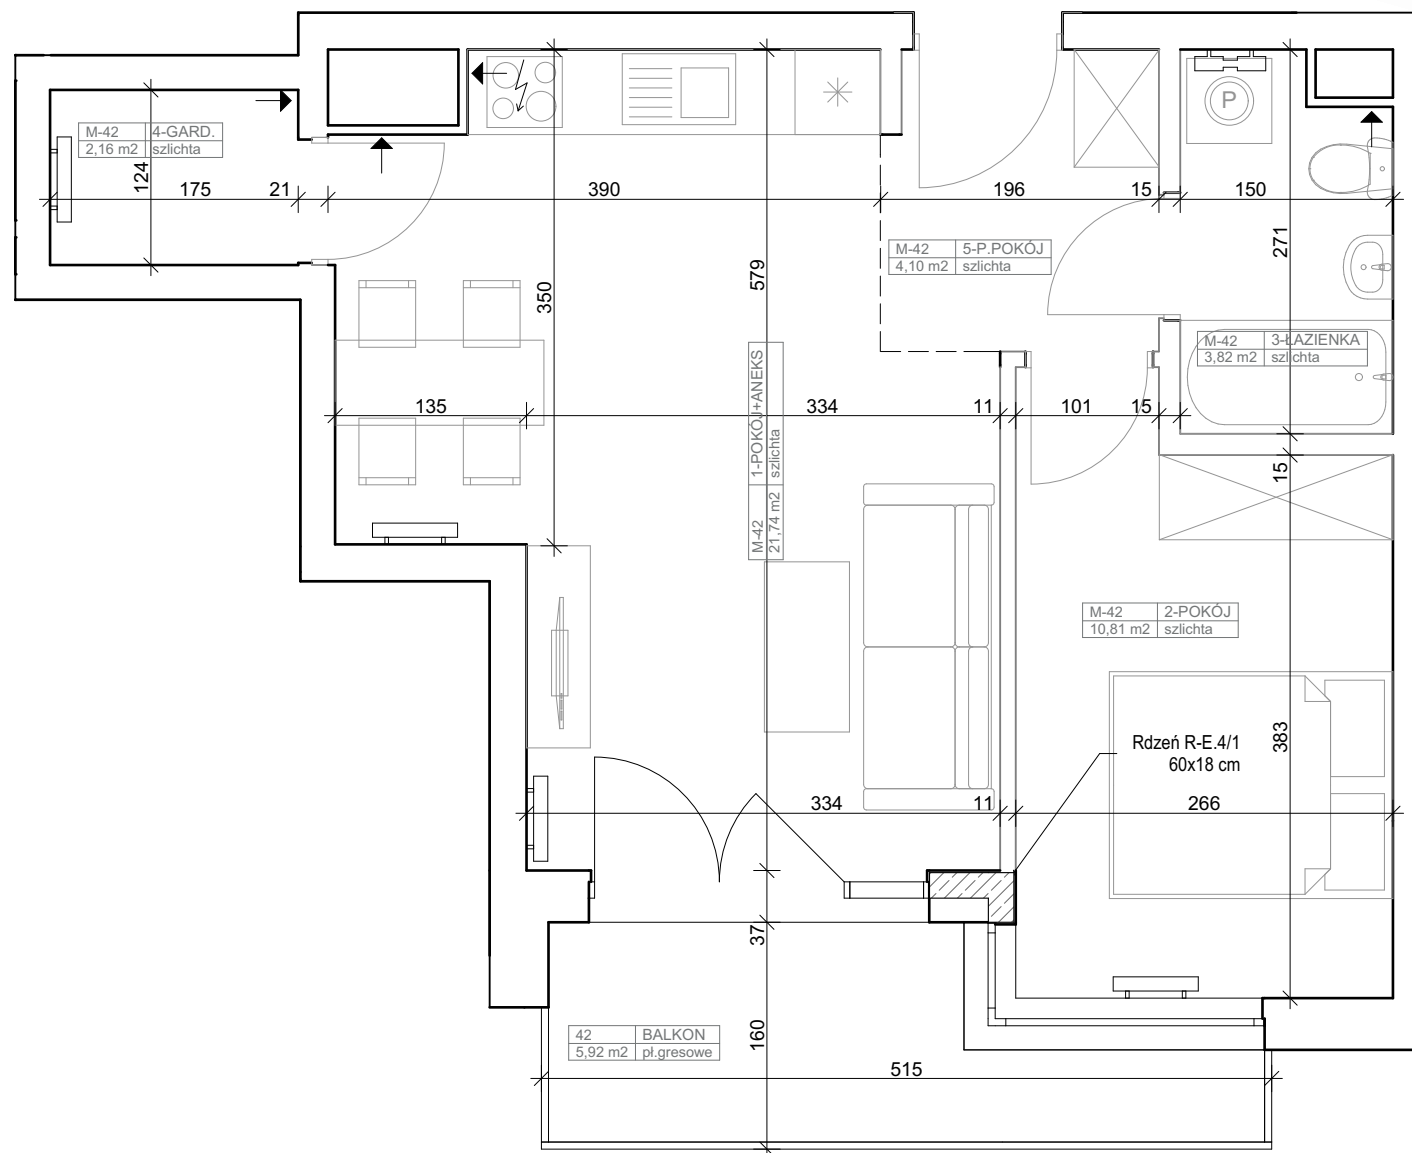 P
M-42 4-GARD.
2,16 m2 szlichta
124
175
21
390
196
15
150
M-42 5-P.POKÓJ
4,10 m2 szlichta
271
579
350
M-42 3-ŁAZIENKA
3,82 m2 szlichta
M-42 1-POKÓJ+ANEKS
21,74 m2 szlichta
135
334
11
101
15
15
M-42 2-POKÓJ
10,81 m2 szlichta
Rdzeń R-E.4/1
60x18 cm
383
334
11
266
37
160
42 BALKON
5,92 m2 pł.gresowe
515